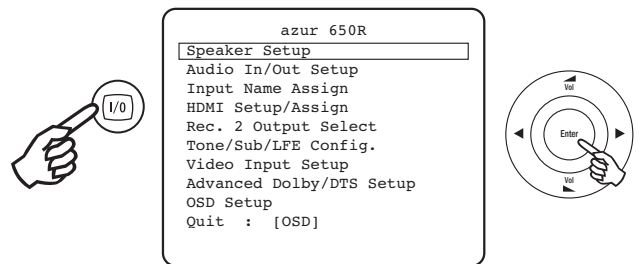 I/0
azur 650R
Speaker Setup
Audio In/Out Setup
Input Name Assign
HDMI Setup/Assign
Rec. 2 Output Select
Tone/Sub/LFE Config.
Video Input Setup
Advanced Dolby/DTS Setup
OSD Setup
Quit : [OSD]
Vol
Enter
Vol